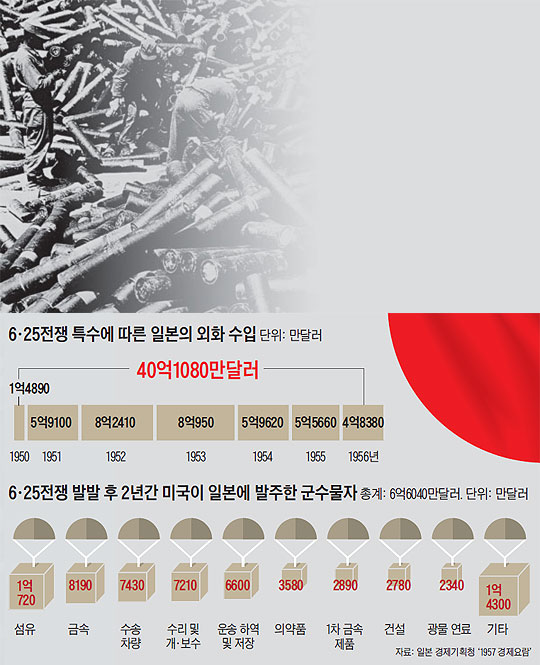 6·25전쟁 특수에 따른 일본의 외화 수입 단위: 만달러
40억1080만달러
1억4890
5억9100 8억2410 8억950 5억9620 5억5660 4억8380
1950 1951 1952 1953 1954 1955 1956년
6·25전쟁 발발 후 2년간 미국이 일본에 발주한 군수물자 총계: 6억6040만달러. 단위: 만달러
1억
720
8190 7430 7210 6600 3580 2890 2780 2340
1억
4300
섬유 금속 수송
차량
수리 및
개·보수
운송 하역
및 저장
의약품
1차 금속
제품
건설 광물 연료 기타
자료: 일본 경제기획청 '1957 경제요람'